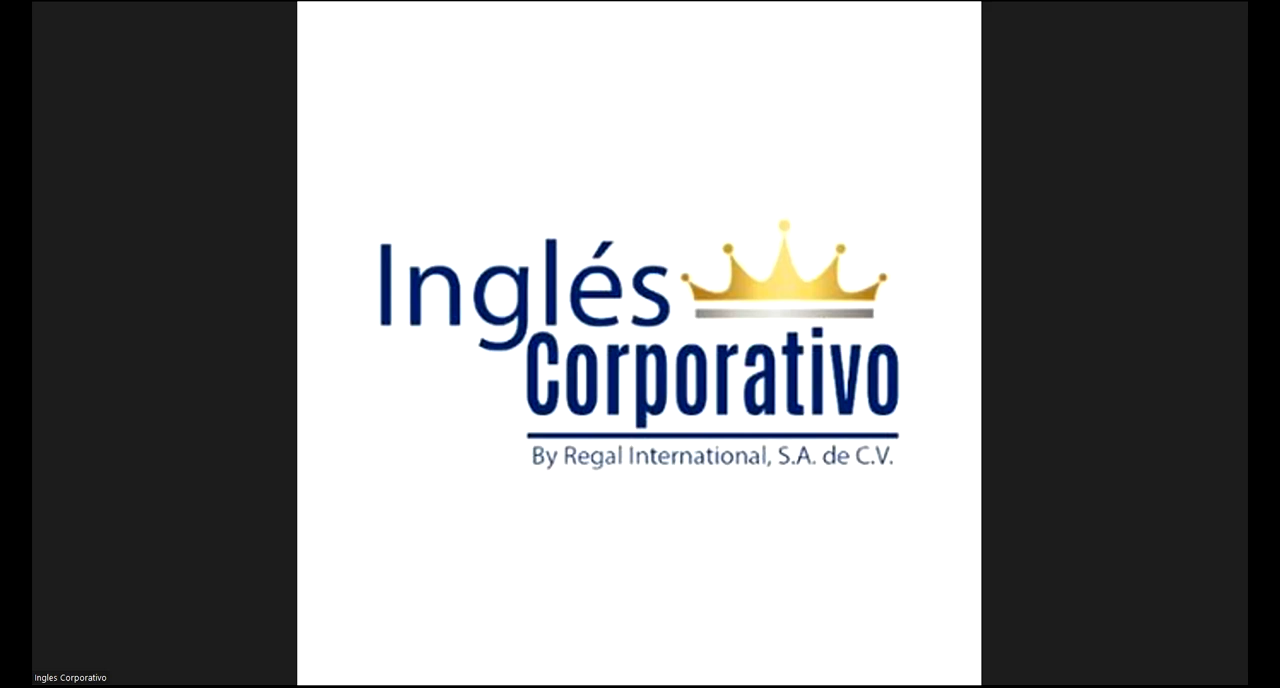 Inglés
Corporativo
By Regal International, S.A. de C.V.
Ingles Corporativo